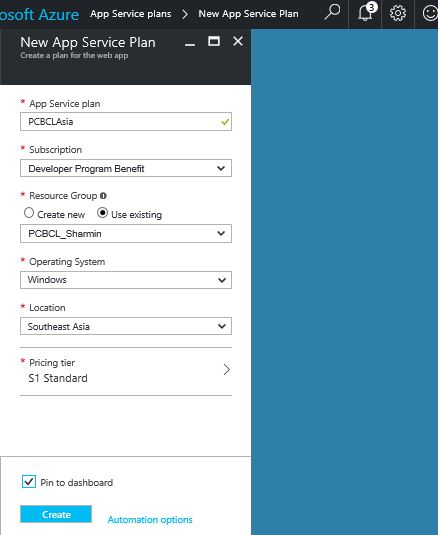 osoft Azure App Service plans > New App Service Plan 3
New App Service Plan
Create a plan for the web app
* App Service plan
PCBCLAsia
* Subscription
Developer Program Benefit
* Resource Group
Create new Use existing
PCBCL_Sharmin
* Operating System
Windows
* Location
Southeast Asia
* Pricing tier
S1 Standard
Pin to dashboard
Create Automation options